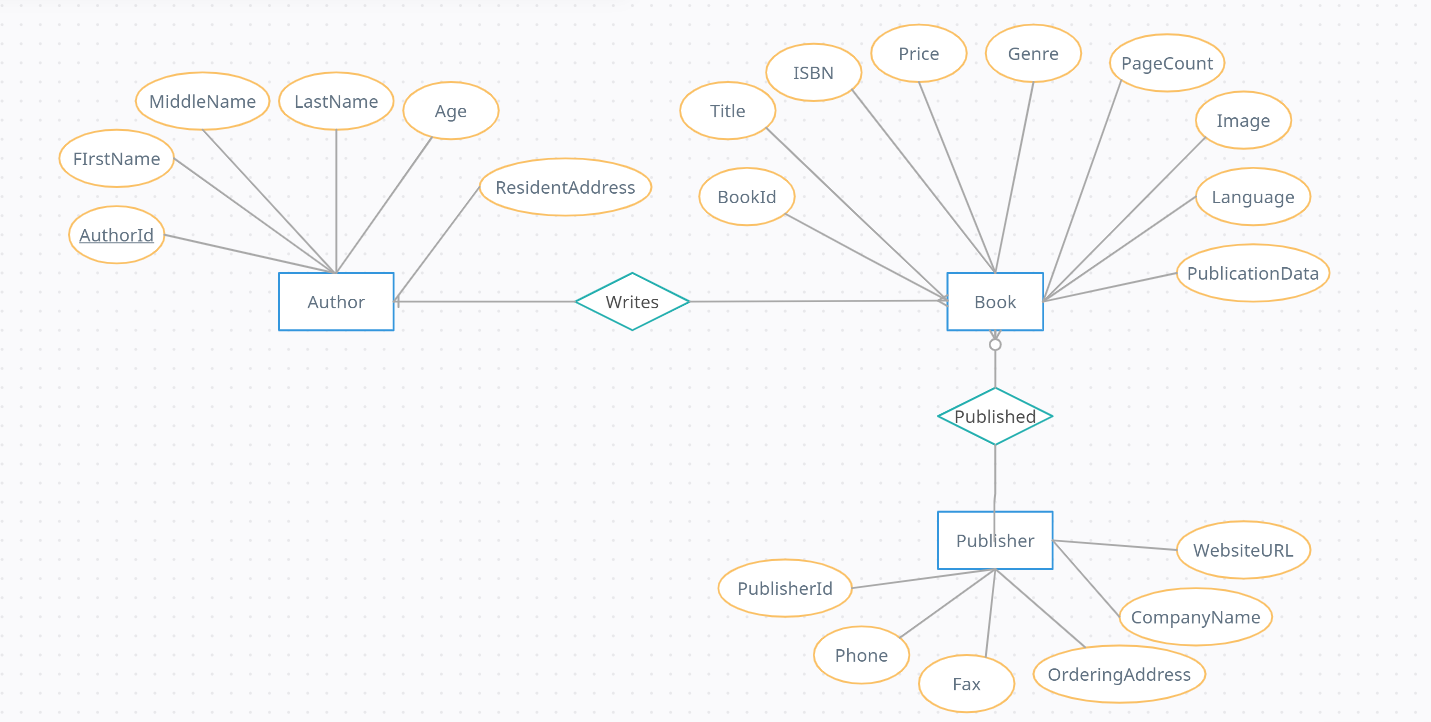 Price
Genre
PageCount
ISBN
MiddleName
LastName
Age
Title
Image
FIrstName
ResidentAddress
BookId
Language
AuthorId
PublicationData
Author
Writes
Book
Published
Publisher
WebsiteURL
PublisherId
CompanyName
Phone
OrderingAddress
Fax